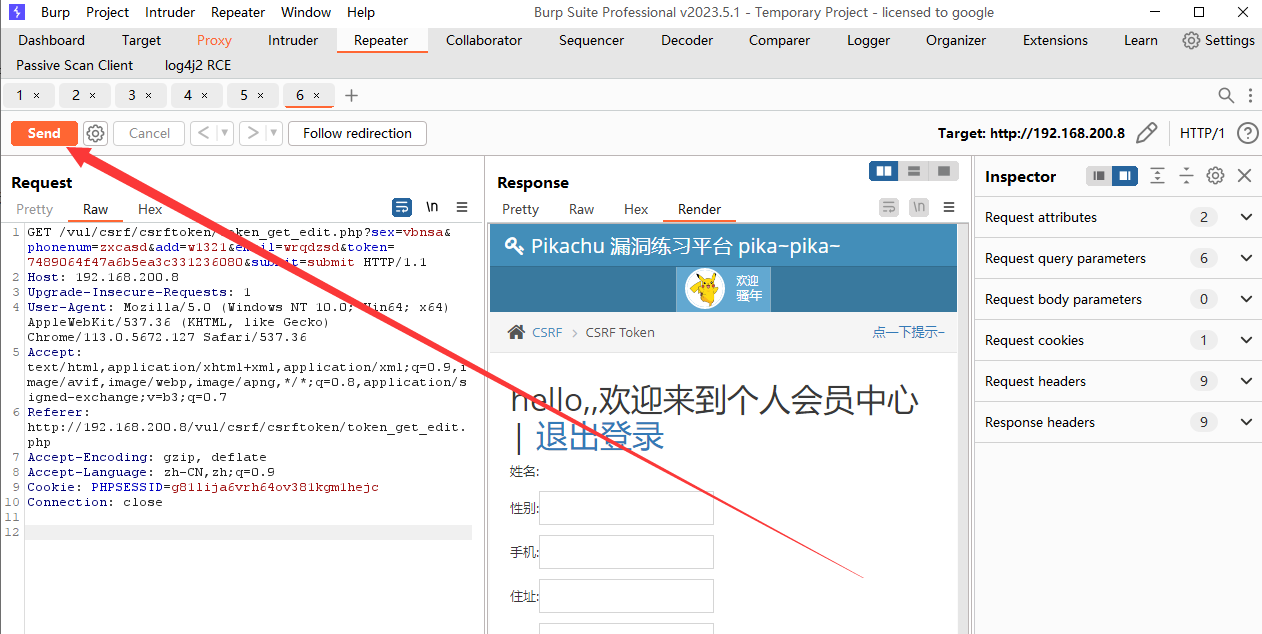 Burp Project Intruder Repeater Window Help Burp Suite Professional v2023.5.1 - Temporary Project - licensed to google
Dashboard Target Proxy Intruder Repeater Collaborator Sequencer Decoder Comparer Logger Organizer Extensions Learn Settings
Passive Scan Client log4j2 RCE
1 × 2 × 3 × 4 × 5 × 6 × +
Send Cancel < > Follow redirection Target: http://192.168.200.8 HTTP/1
Request
Pretty Raw Hex \n
1 GET /vul/csrf/csrftoken/token_get_edit.php?sex=vbnsa&
phonenum=zxcasd&add=w1321&email=wrqdzsd&token=
7489064f47a6b5ea3c331236080&submit=submit HTTP/1.1
2 Host: 192.168.200.8
3 Upgrade-Insecure-Requests: 1
4 User-Agent: Mozilla/5.0 (Windows NT 10.0; Win64; x64)
AppleWebKit/537.36 (KHTML, like Gecko)
Chrome/113.0.5672.127 Safari/537.36
5 Accept:
text/html,application/xhtml+xml,application/xml;q=0.9,i
mage/avif,image/webp,image/apng,*/*;q=0.8,application/s
igned-exchange;v=b3;q=0.7
6 Referer:
http://192.168.200.8/vul/csrf/csrftoken/token_get_edit.
php
7 Accept-Encoding: gzip, deflate
8 Accept-Language: zh-CN,zh;q=0.9
9 Cookie: PHPSESSID=g811ija6vrh64ov381kgm1hejc
10 Connection: close
11
12
Response
Pretty Raw Hex Render \n
Pikachu 漏洞练习平台 pika~pika~
欢迎
骚年
CSRF > CSRF Token 点一下提示~
hello,,欢迎来到个人会员中心
| 退出登录
姓名:
性别:
手机:
住址:
Inspector
Request attributes 2
Request query parameters 6
Request body parameters 0
Request cookies 1
Request headers 9
Response headers 9